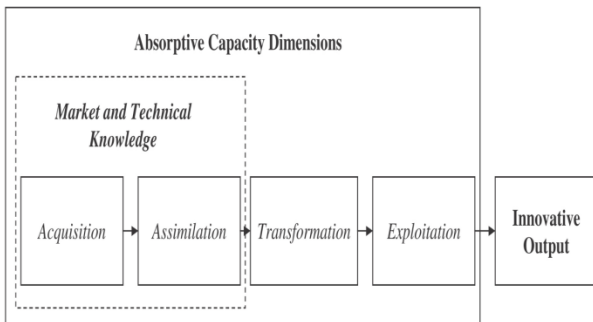 Absorptive Capacity Dimensions
Market and Technical
Knowledge
Acquisition
Assimilation
Transformation
Exploitation
Innovative
Output